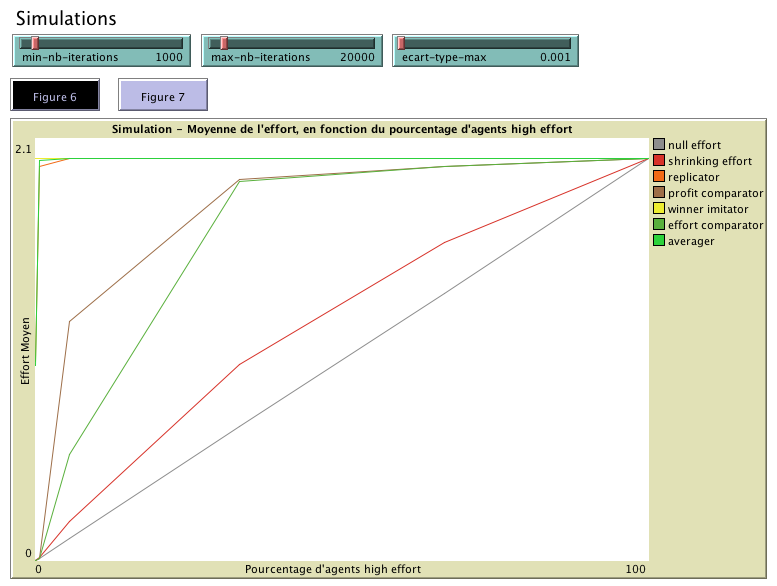 Simulations
min-nb-iterations 1000
max-nb-iterations 20000
ecart-type-max 0.001
Figure 6
Figure 7
Simulation – Moyenne de l'effort, en fonction du pourcentage d'agents high effort
2.1
Effort Moyen
0
0
Pourcentage d'agents high effort
100
null effort
shrinking effort
replicator
profit comparator
winner imitator
effort comparator
averager